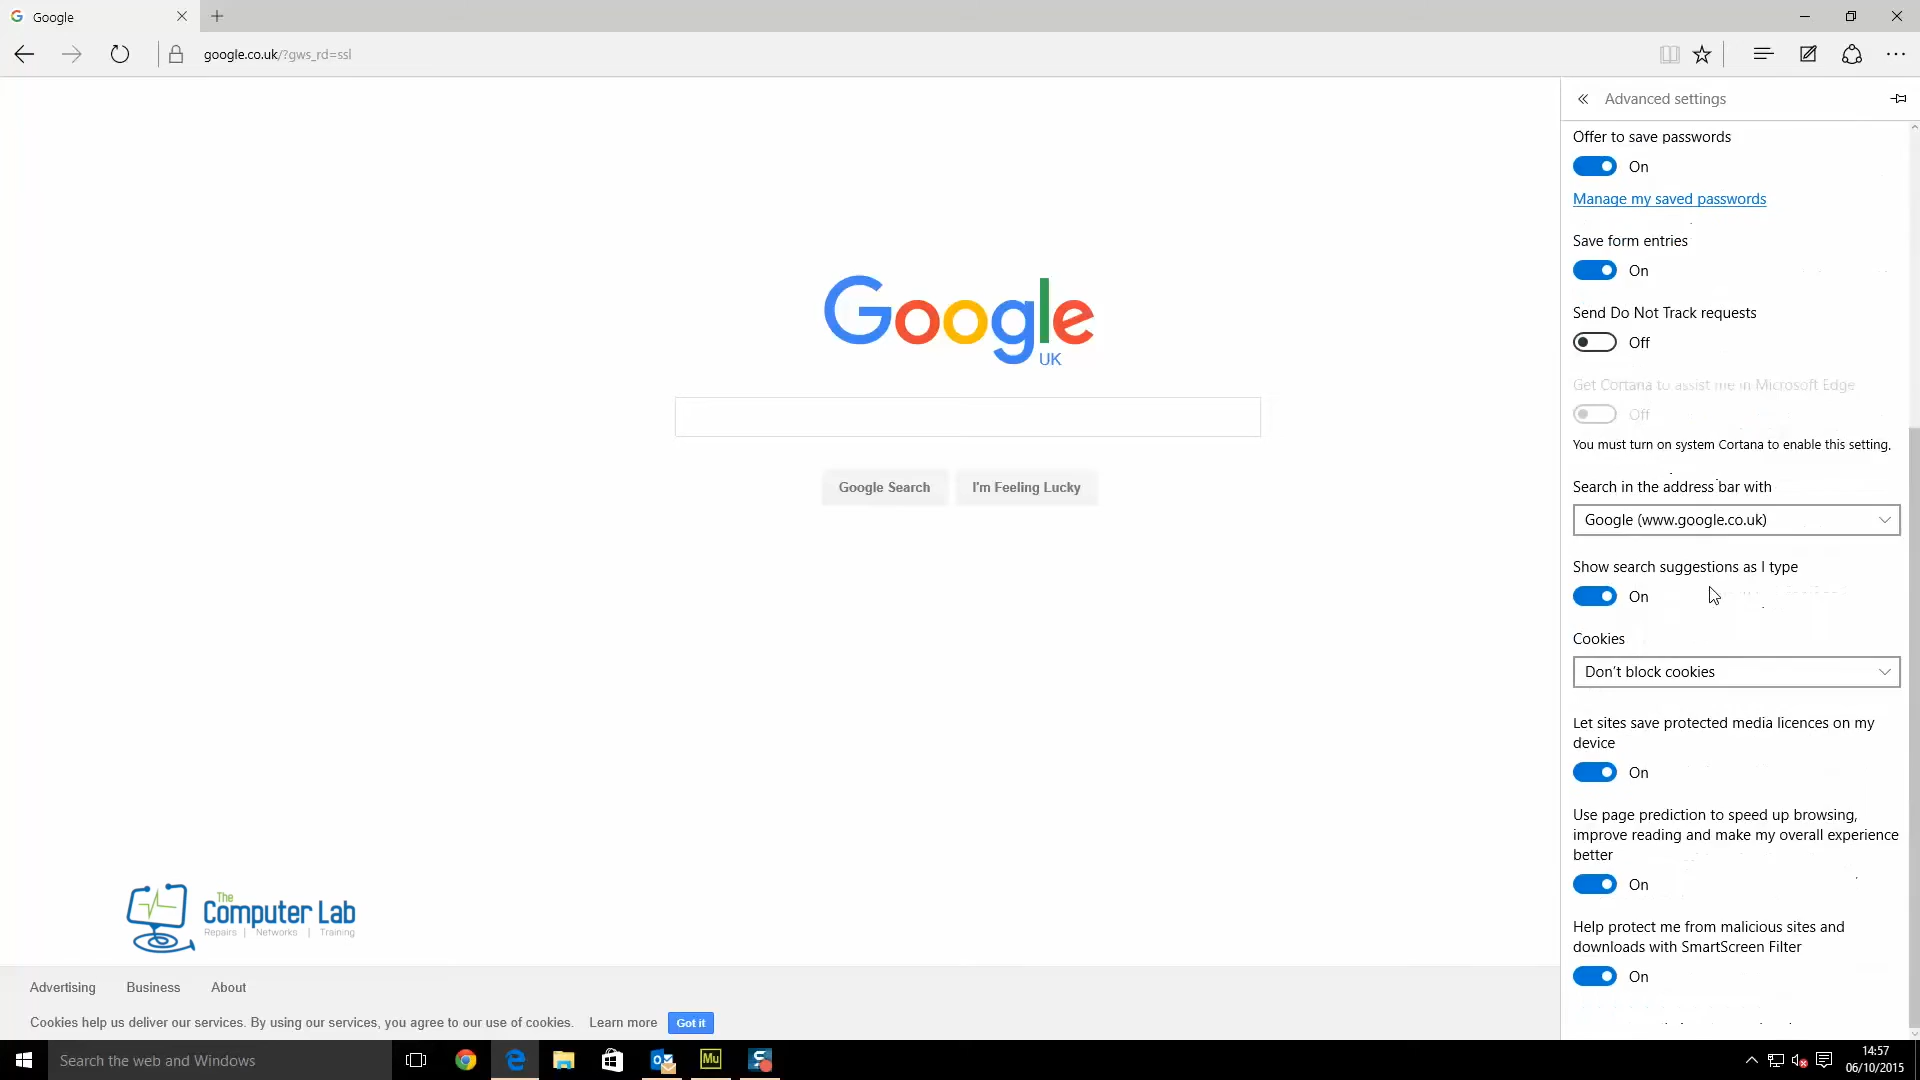 Google
google.co.uk/?gws_rd=ssl
Advanced settings
Offer to save passwords
On
Manage my saved passwords
Save form entries
On
Send Do Not Track requests
Off
Get Cortana to assist me in Microsoft Edge
Off
You must turn on system Cortana to enable this setting.
Search in the address bar with
Google (www.google.co.uk)
Show search suggestions as I type
On
Cookies
Don't block cookies
Let sites save protected media licences on my
device
On
Use page prediction to speed up browsing,
improve reading and make my overall experience
better
On
Help protect me from malicious sites and
downloads with SmartScreen Filter
On
Google
UK
Google Search
I'm Feeling Lucky
The
Computer Lab
Repairs | Networks | Training
Advertising
Business
About
Cookies help us deliver our services. By using our services, you agree to our use of cookies.
Learn more
Got it
Search the web and Windows
Mu
14:57
06/10/2015